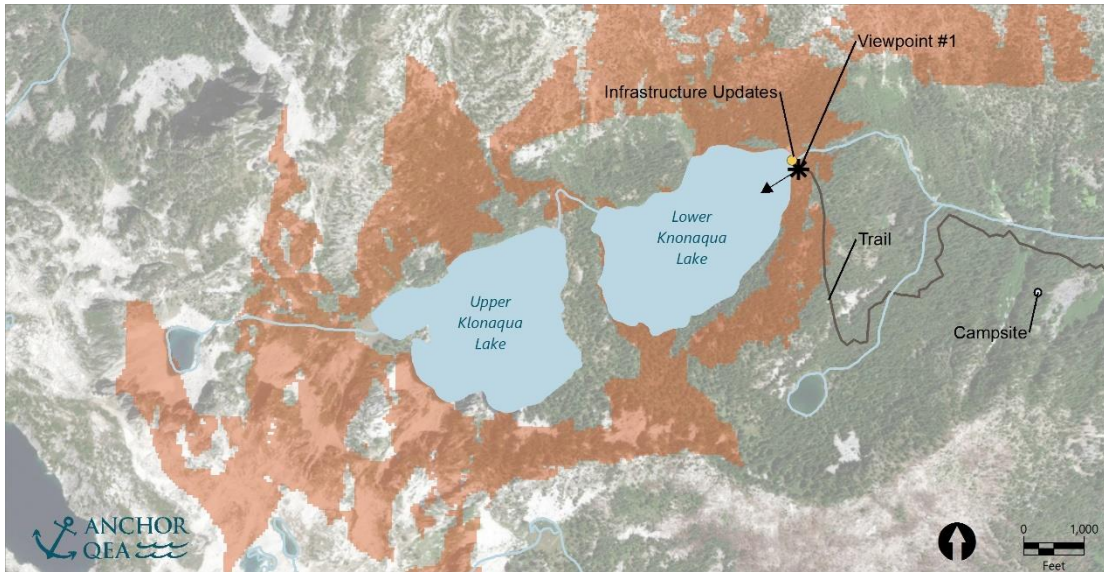 Viewpoint #1
Infrastructure Updates
Lower
Knonaqua
Lake
Trail
Upper
Klonaqua
Lake
Campsite
ANCHOR
QEA
0 1,000
Feet